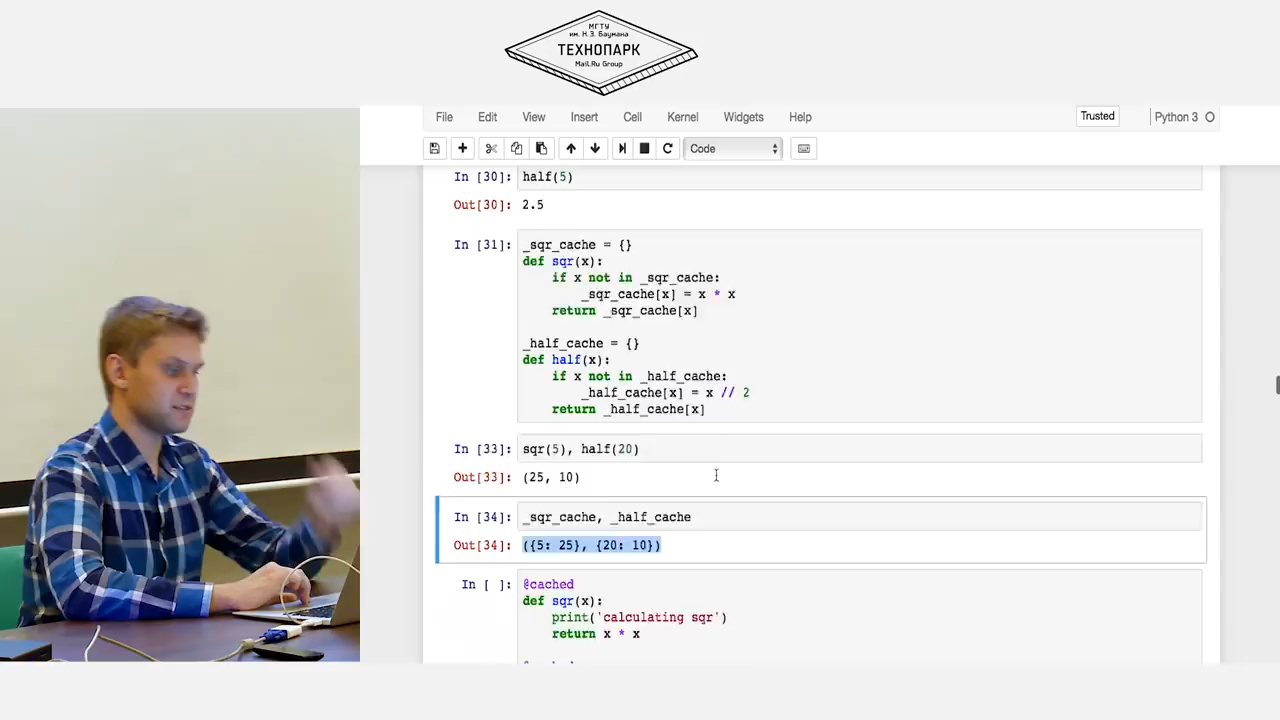 МГТУ
им. Н.Э. Баумана
ТЕХНОПАРК
Mail.Ru Group
File Edit View Insert Cell Kernel Widgets Help Trusted Python 3
Code
In [30]: half(5)
Out[30]: 2.5
In [31]: _sqr_cache = {}
def sqr(x):
    if x not in _sqr_cache:
        _sqr_cache[x] = x * x
    return _sqr_cache[x]
_half_cache = {}
def half(x):
    if x not in _half_cache:
        _half_cache[x] = x // 2
    return _half_cache[x]
In [33]: sqr(5), half(20)
Out[33]: (25, 10)
In [34]: _sqr_cache, _half_cache
Out[34]: ({5: 25}, {20: 10})
In [ ]: @cached
def sqr(x):
    print('calculating sqr')
    return x * x